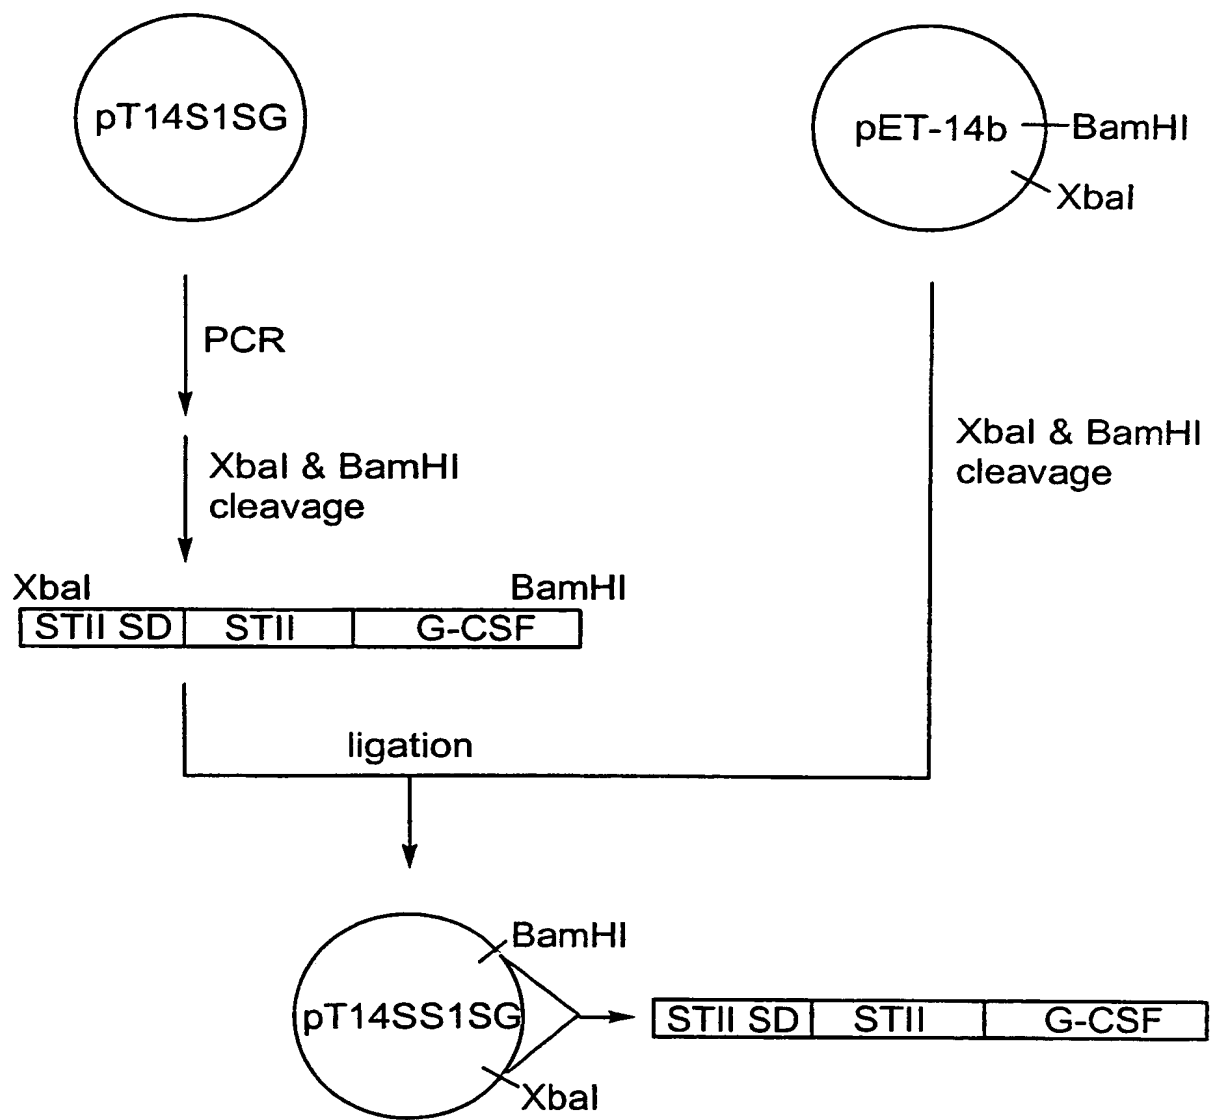 pT14S1SG
pET-14b
BamHI
XbaI
PCR
XbaI & BamHI
cleavage
XbaI & BamHI
cleavage
XbaI
BamHI
STII SD
STII
G-CSF
ligation
BamHI
pT14SS1SG
XbaI
STII SD
STII
G-CSF